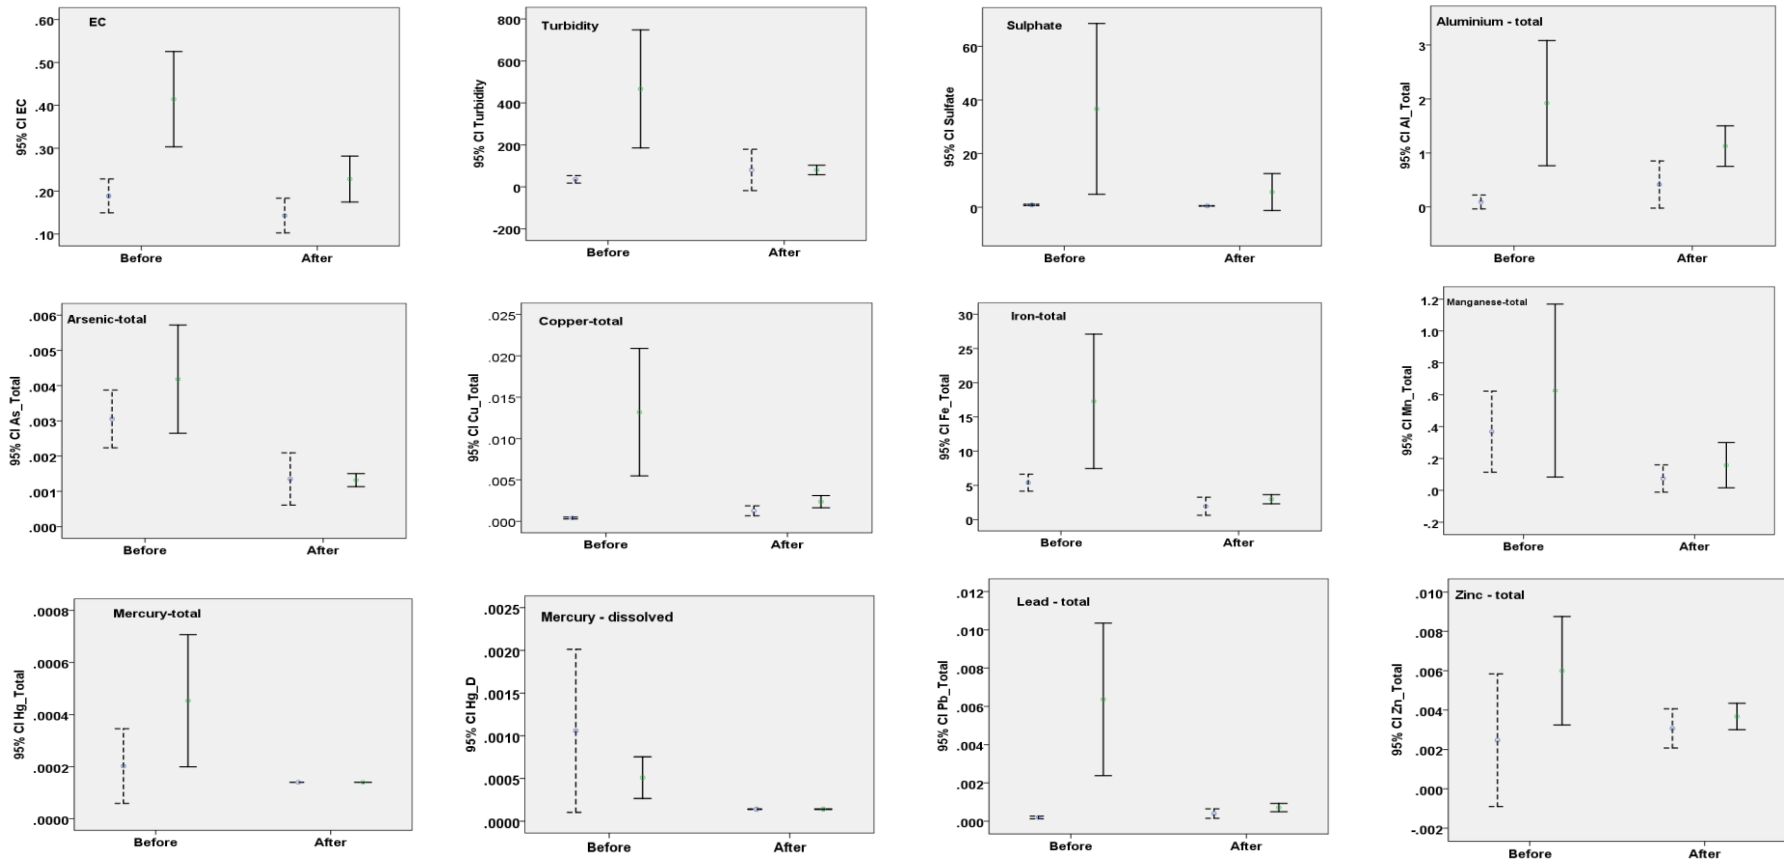 EC
95% CI EC
.60
.50
.40
.30
.20
.10
Before After
Turbidity
95% CI Turbidity
800
600
400
200
0
-200
Before After
Sulphate
95% CI Sulfate
60
40
20
0
Before After
Aluminium - total
95% CI Al_Total
3
2
1
0
Before After
Arsenic-total
95% CI As_Total
.006
.005
.004
.003
.002
.001
.000
Before After
Copper-total
95% CI Cu_Total
.025
.020
.015
.010
.005
.000
Before After
Iron-total
95% CI Fe_Total
30
25
20
15
10
5
0
Before After
Manganese-total
95% CI Mn_Total
1.2
1.0
.8
.6
.4
.2
.0
-.2
Before After
Mercury-total
95% CI Hg_Total
.0008
.0006
.0004
.0002
.0000
Before After
Mercury - dissolved
95% CI Hg_D
.0025
.0020
.0015
.0010
.0005
.0000
Before After
Lead - total
95% CI Pb_Total
.012
.010
.008
.006
.004
.002
.000
Before After
Zinc - total
95% CI Zn_Total
.010
.008
.006
.004
.002
.000
-.002
Before After